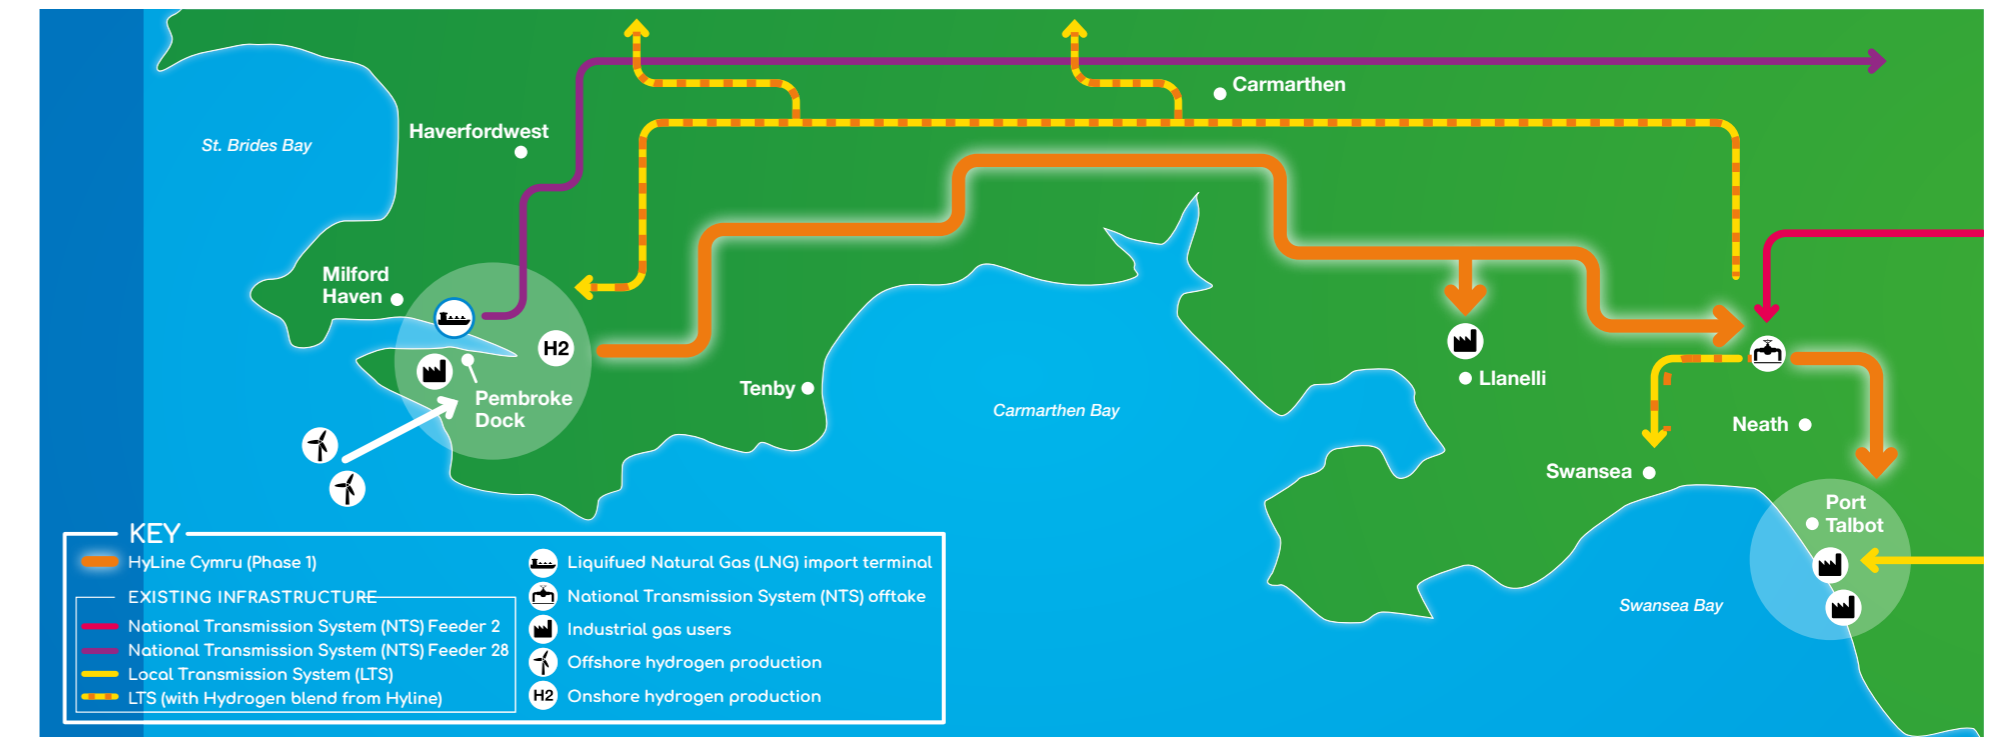 Carmarthen
Haverfordwest
St. Brides Bay
Milford
Haven
H2
Pembroke
Dock
Tenby
Carmarthen Bay
Llanelli
Neath
Swansea
Port
Talbot
Swansea Bay
KEY
HyLine Cymru (Phase 1)
EXISTING INFRASTRUCTURE
National Transmission System (NTS) Feeder 2
National Transmission System (NTS) Feeder 28
Local Transmission System (LTS)
LTS (with Hydrogen blend from Hyline)
Liquifued Natural Gas (LNG) import terminal
National Transmission System (NTS) offtake
Industrial gas users
Offshore hydrogen production
H2 Onshore hydrogen production